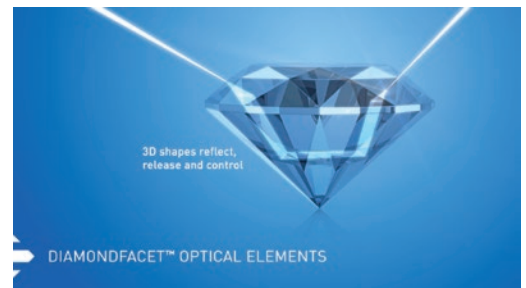 3D shapes reflect,
release and control
DIAMONDFACET™ OPTICAL ELEMENTS